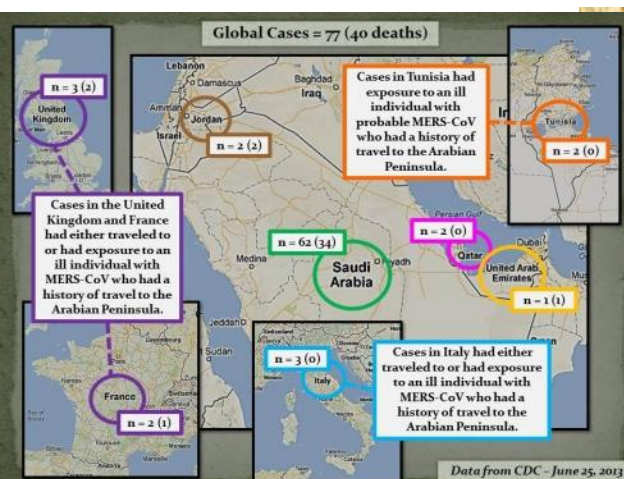 Global Cases = 77 (40 deaths)
n = 3 (2)
United
Kingdom
Liverpool
London
Cases in the United
Kingdom and France
had either traveled to
or had exposure to an
ill individual with
MERS-CoV who had a
history of travel to the
Arabian Peninsula.
Lebanon
Damascus
Baghdad
Iraq
Amman
Jordan
Israel
n = 2 (2)
Cases in Tunisia had
exposure to an ill
individual with
probable MERS-CoV
who had a history of
travel to the Arabian
Peninsula.
Tunisia
n = 2 (0)
Persian Gulf
n = 2 (0)
Qatar
Dubai
United Arab
Emirates
n = 1 (1)
n = 62 (34)
Medina
Riyadh
Saudi
Arabia
Jeddah
Sudan
Paris
France
n = 2 (1)
n = 3 (0)
Italy
Cases in Italy had either
traveled to or had exposure
to an ill individual with
MERS-CoV who had a
history of travel to the
Arabian Peninsula.
Data from CDC – June 25, 2013